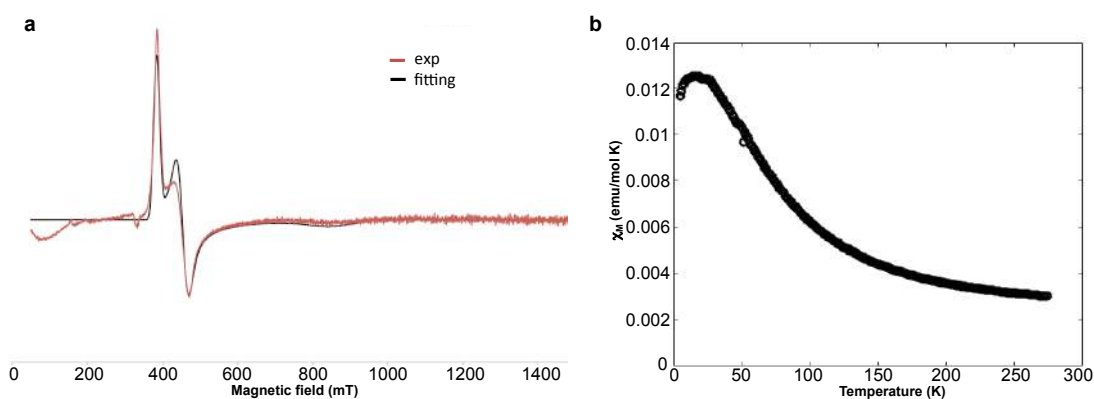 a
exp
fitting
0 200 400 600 800 1000 1200 1400
Magnetic field (mT)
b
0.014
0.012
0.01
0.008
0.006
0.004
0.002
0
χM (emu/mol K)
0 50 100 150 200 250 300
Temperature (K)